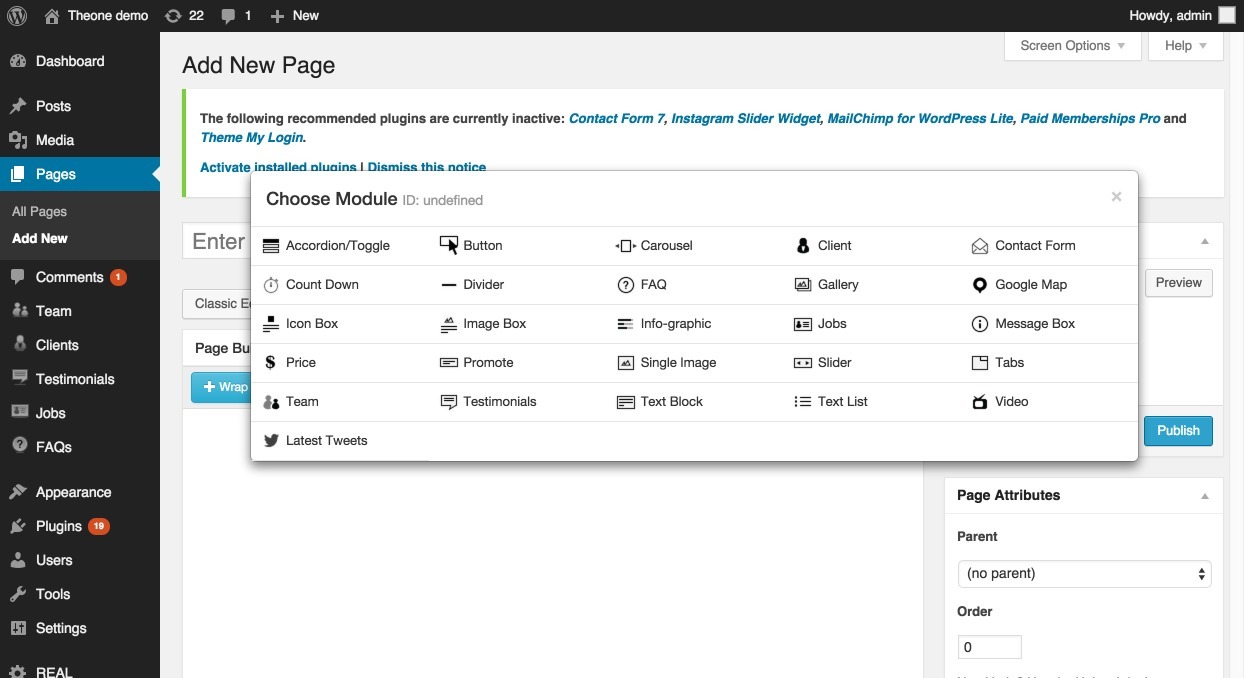 Theone demo 22 1 New Howdy, admin
Screen Options Help
Dashboard
Posts
Media
Pages
All Pages
Add New
Comments 1
Team
Clients
Testimonials
Jobs
FAQs
Appearance
Plugins 19
Users
Tools
Settings
REAL
Add New Page
The following recommended plugins are currently inactive: Contact Form 7, Instagram Slider Widget, MailChimp for WordPress Lite, Paid Memberships Pro and
Theme My Login.
Activate installed plugins | Dismiss this notice
Enter
Classic E
Page Bu
Wrap
Choose Module ID: undefined
Accordion/Toggle Button Carousel Client Contact Form
Count Down Divider FAQ Gallery Google Map
Icon Box Image Box Info-graphic Jobs Message Box
Price Promote Single Image Slider Tabs
Team Testimonials Text Block Text List Video
Latest Tweets
Preview
Publish
Page Attributes
Parent
(no parent)
Order
0